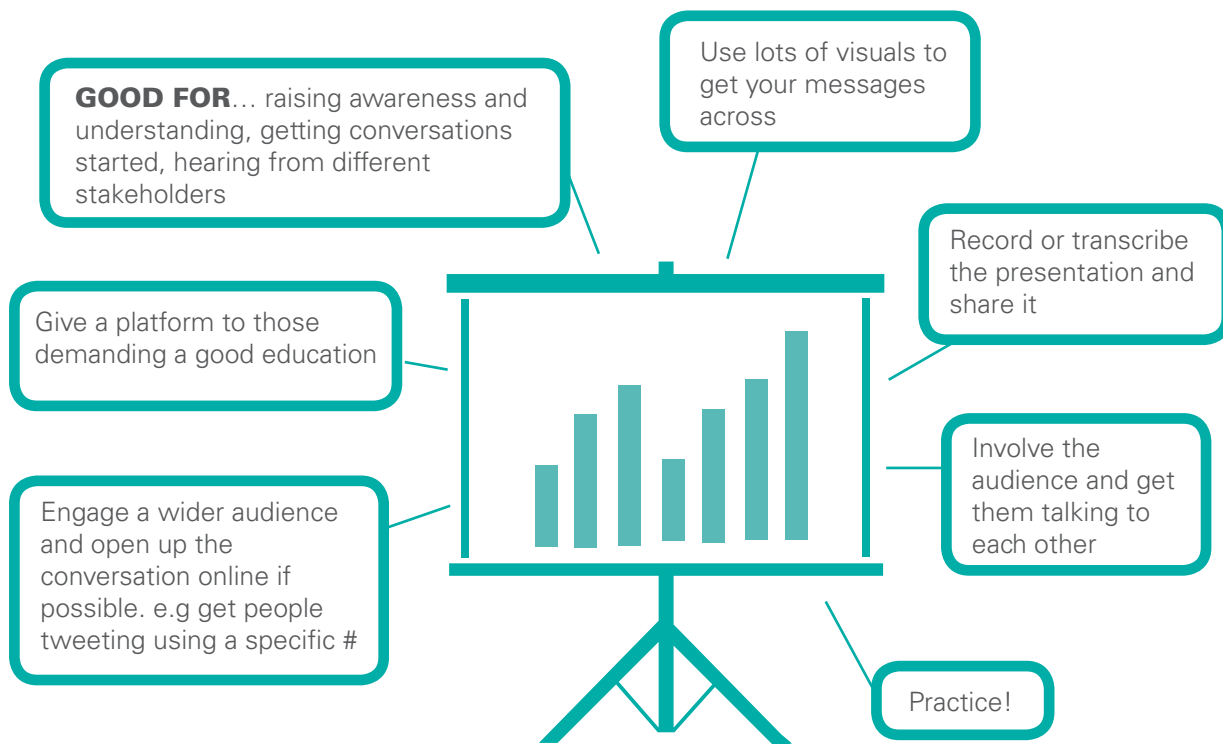 GOOD FOR… raising awareness and
understanding, getting conversations
started, hearing from different
stakeholders
Use lots of visuals to
get your messages
across
Record or transcribe
the presentation and
share it
Give a platform to those
demanding a good education
Involve the
audience and get
them talking to
each other
Engage a wider audience
and open up the
conversation online if
possible. e.g get people
tweeting using a specific #
Practice!